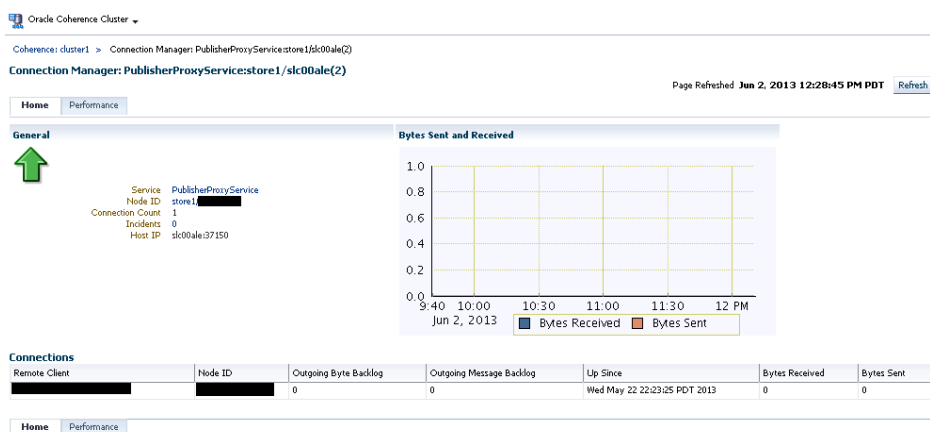 Oracle Coherence Cluster
Coherence: cluster1 » Connection Manager: PublisherProxyService:store1/slc00ale(2)
Connection Manager: PublisherProxyService:store1/slc00ale(2)
Page Refreshed Jun 2, 2013 12:28:45 PM PDT Refresh
Home Performance
General
Service PublisherProxyService
Node ID store1/
Connection Count 1
Incidents 0
Host IP slc00ale:37150
Bytes Sent and Received
1.0
0.8
0.6
0.4
0.2
0.0
9:40 10:00 10:30 11:00 11:30 12 PM
Jun 2, 2013
Bytes Received Bytes Sent
Connections
Remote Client Node ID Outgoing Byte Backlog Outgoing Message Backlog Up Since Bytes Received Bytes Sent
0 0 Wed May 22 22:23:25 PDT 2013 0 0
Home Performance